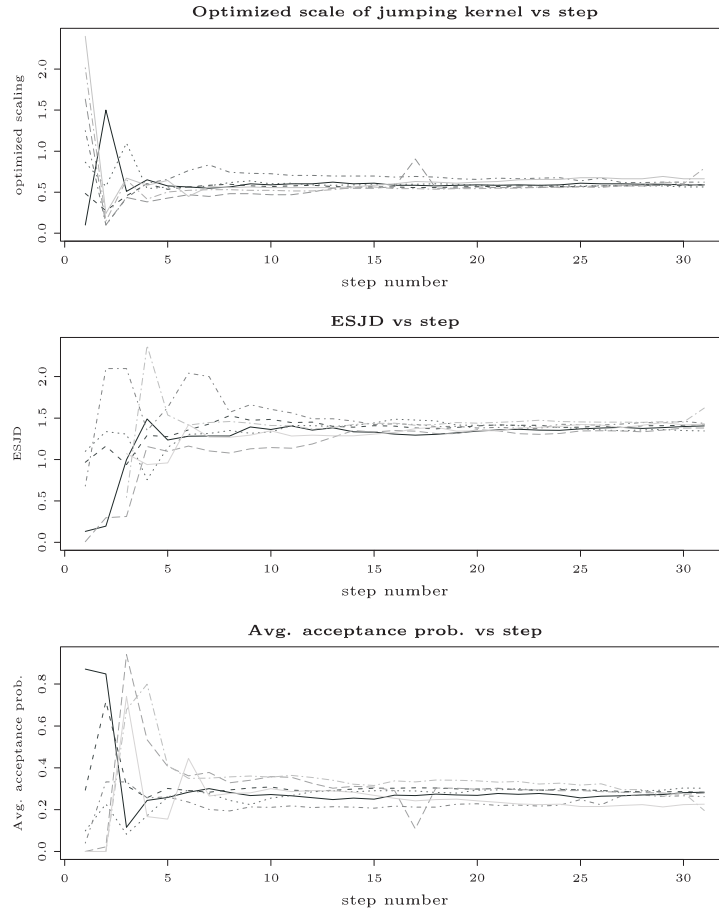 Optimized scale of jumping kernel vs step
optimized scaling
0.0 0.5 1.0 1.5 2.0
0 5 10 15 20 25 30
step number
ESJD vs step
ESJD
0.0 0.5 1.0 1.5 2.0
0 5 10 15 20 25 30
step number
Avg. acceptance prob. vs step
Avg. acceptance prob.
0.0 0.2 0.4 0.6 0.8
0 5 10 15 20 25 30
step number